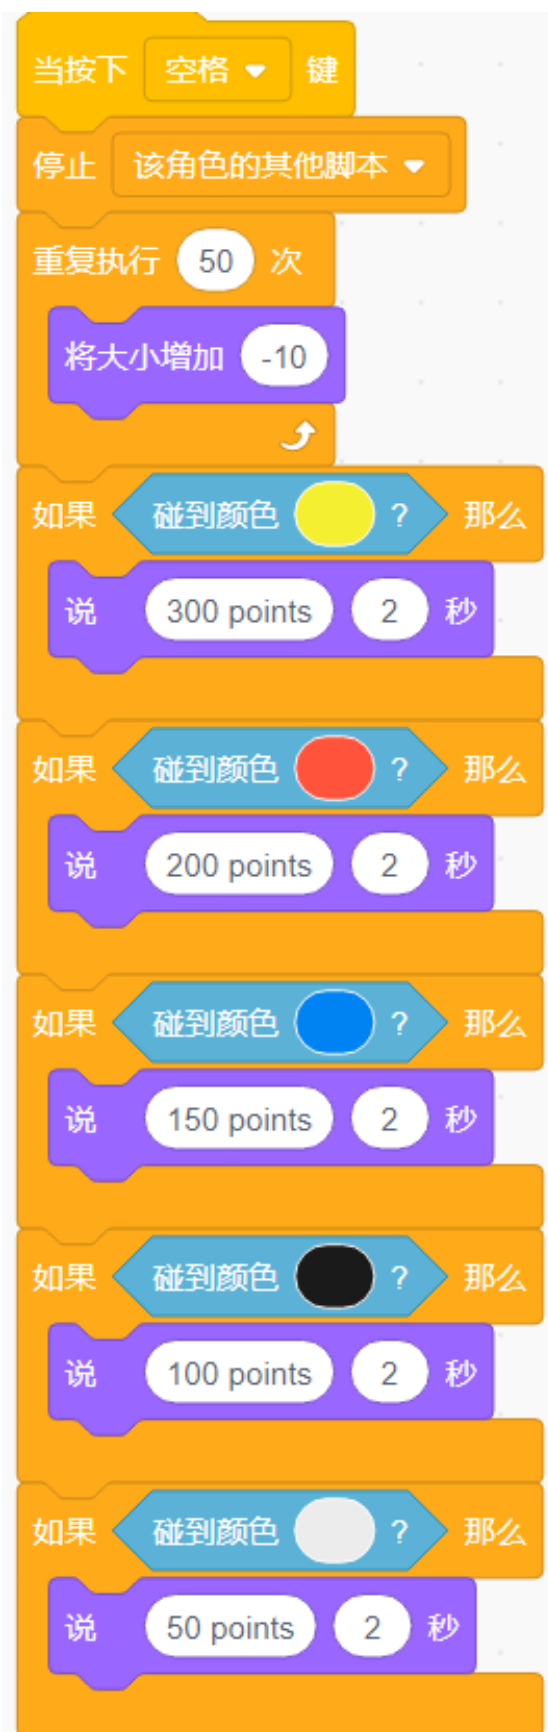 当按下 空格 键
停止 该角色的其他脚本
重复执行 50 次
将大小增加 -10
如果 碰到颜色 ? 那么
说 300 points 2 秒
如果 碰到颜色 ? 那么
说 200 points 2 秒
如果 碰到颜色 ? 那么
说 150 points 2 秒
如果 碰到颜色 ? 那么
说 100 points 2 秒
如果 碰到颜色 ? 那么
说 50 points 2 秒